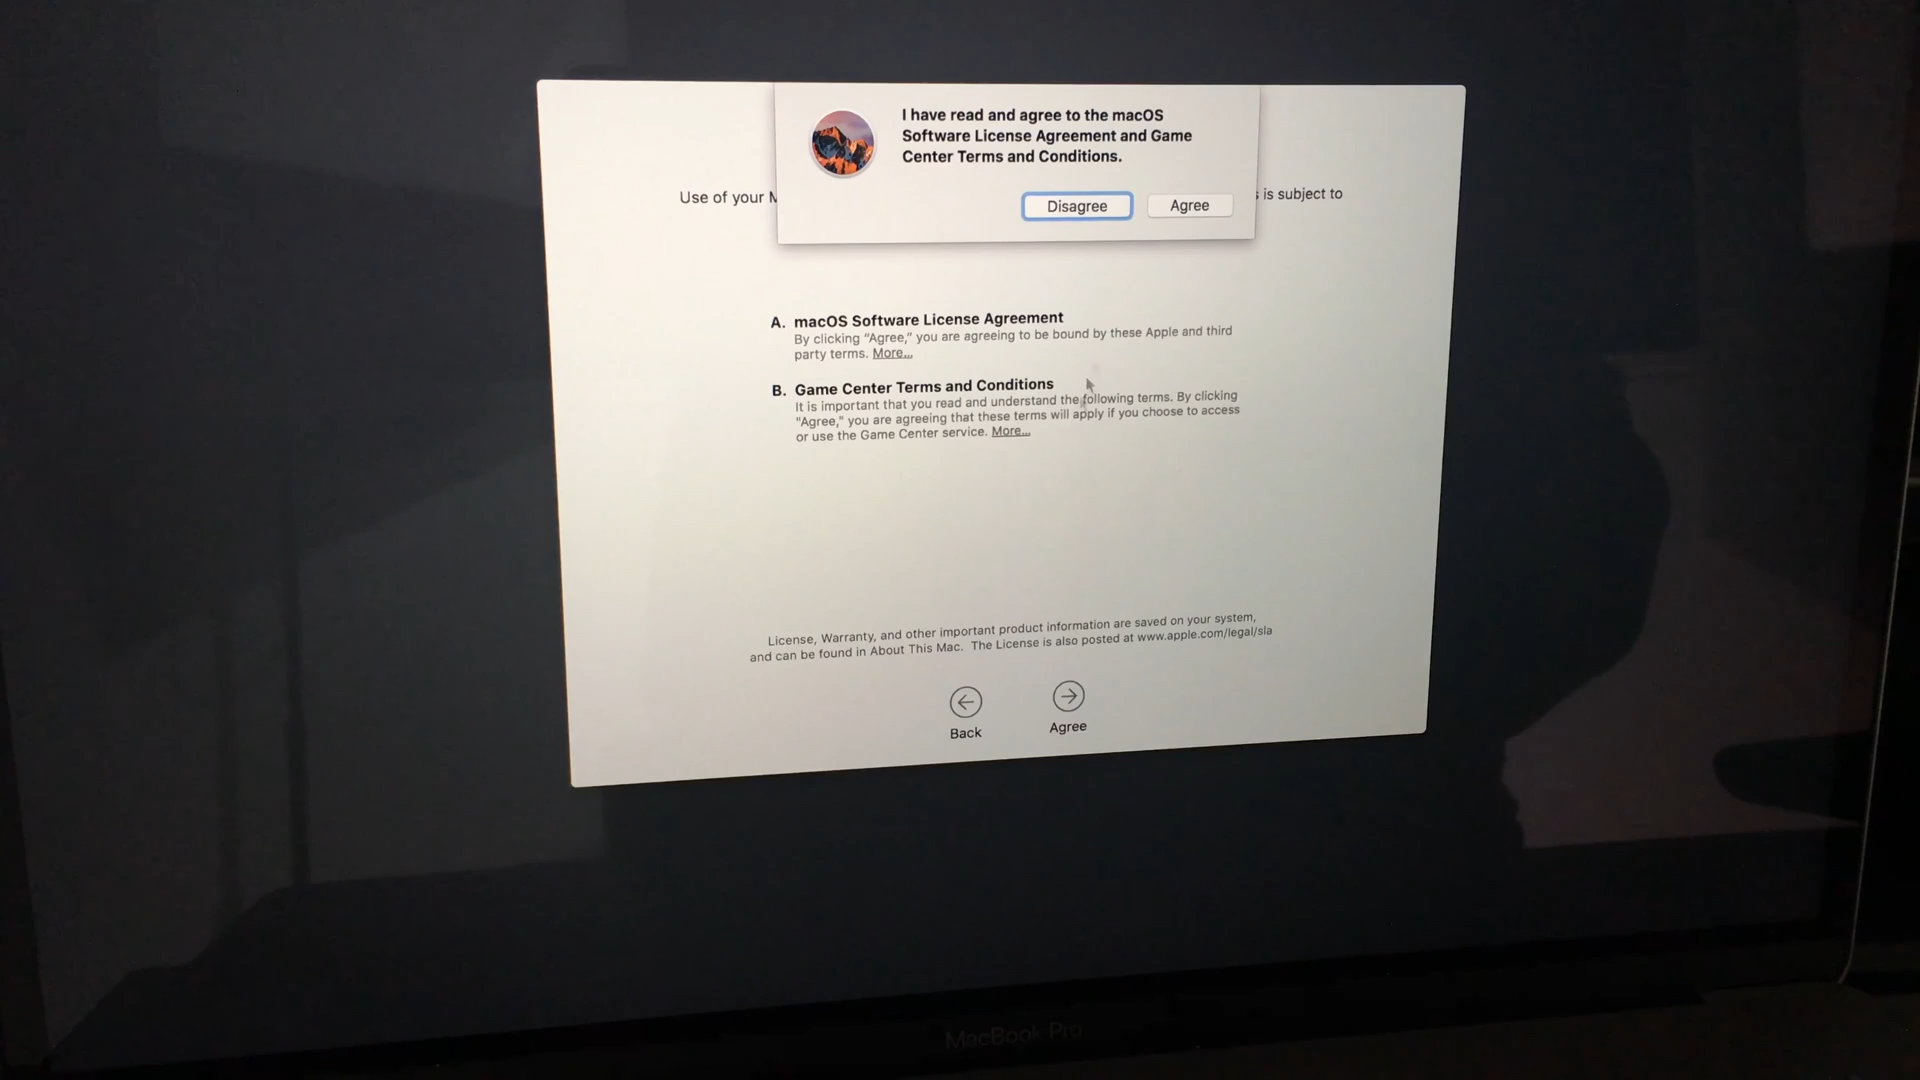 I have read and agree to the macOS
Software License Agreement and Game
Center Terms and Conditions.
Disagree Agree
Use of your M s is subject to
A. macOS Software License Agreement
By clicking “Agree,” you are agreeing to be bound by these Apple and third
party terms. More...
B. Game Center Terms and Conditions
It is important that you read and understand the following terms. By clicking
"Agree," you are agreeing that these terms will apply if you choose to access
or use the Game Center service. More...
License, Warranty, and other important product information are saved on your system,
and can be found in About This Mac. The License is also posted at www.apple.com/legal/sla
Back Agree
MacBook Pro